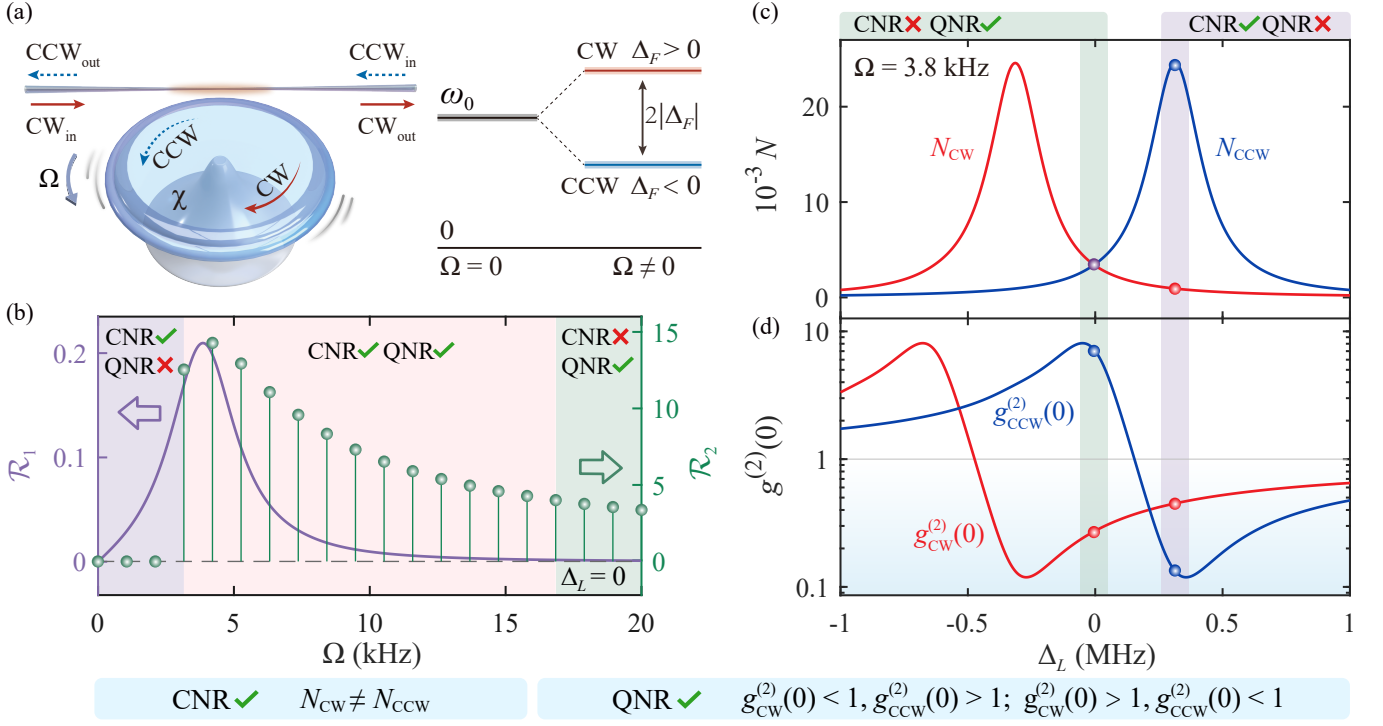 (a)
CCW_out
CCW_in
CW_in
CW_out
CCW
CW
χ
Ω
ω₀
CW Δ_F > 0
2|Δ_F|
CCW Δ_F < 0
0
Ω = 0
Ω ≠ 0
(b)
CNR✓
QNR✗
CNR✓ QNR✓
CNR✗
QNR✓
Δ_L = 0
0.2
0.1
0
R₁
15
10
5
0
R₂
0
5
10
15
20
Ω (kHz)
(c)
CNR✗ QNR✓
CNR✓ QNR✗
Ω = 3.8 kHz
N_CW
N_CCW
20
10
0
10⁻³ N
(d)
10
1
0.1
g⁽²⁾(0)
g⁽²⁾_CCW(0)
g⁽²⁾_CW(0)
-1
-0.5
0
0.5
1
Δ_L (MHz)
CNR✓ N_CW ≠ N_CCW
QNR✓ g⁽²⁾_CW(0) < 1, g⁽²⁾_CCW(0) > 1; g⁽²⁾_CW(0) > 1, g⁽²⁾_CCW(0) < 1